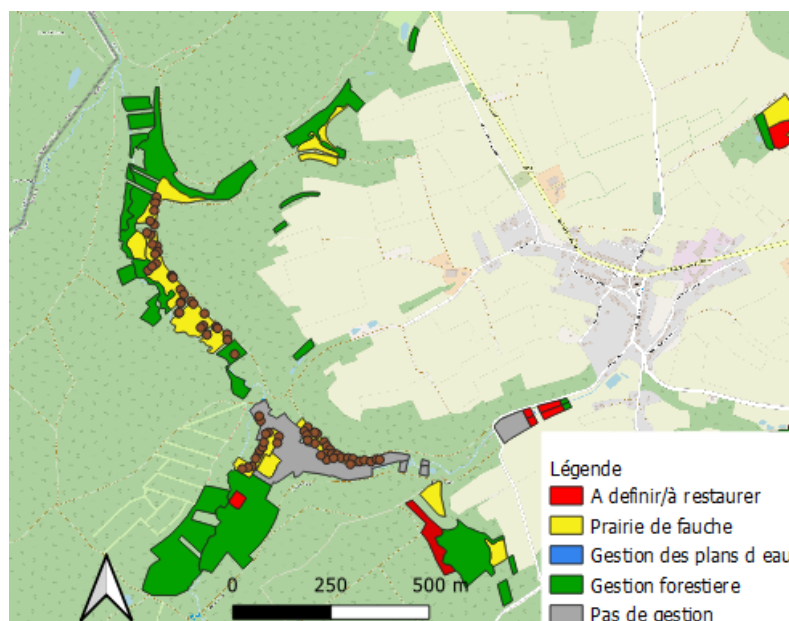 0 250 500 m
Légende
A definir/à restaurer
Prairie de fauche
Gestion des plans d eau
Gestion forestiere
Pas de gestion